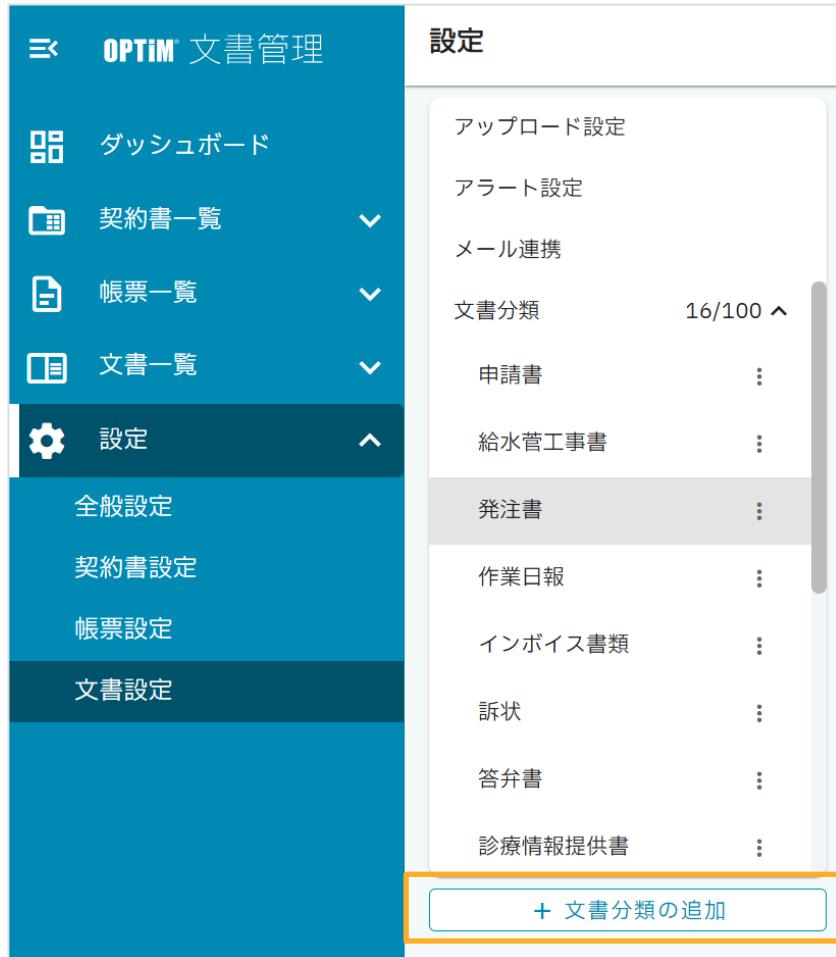 OPTiM 文書管理
ダッシュボード
契約書一覧
帳票一覧
文書一覧
設定
全般設定
契約書設定
帳票設定
文書設定
設定
アップロード設定
アラート設定
メール連携
文書分類 16/100
申請書
給水菅工事書
発注書
作業日報
インボイス書類
訴状
答弁書
診療情報提供書
+ 文書分類の追加